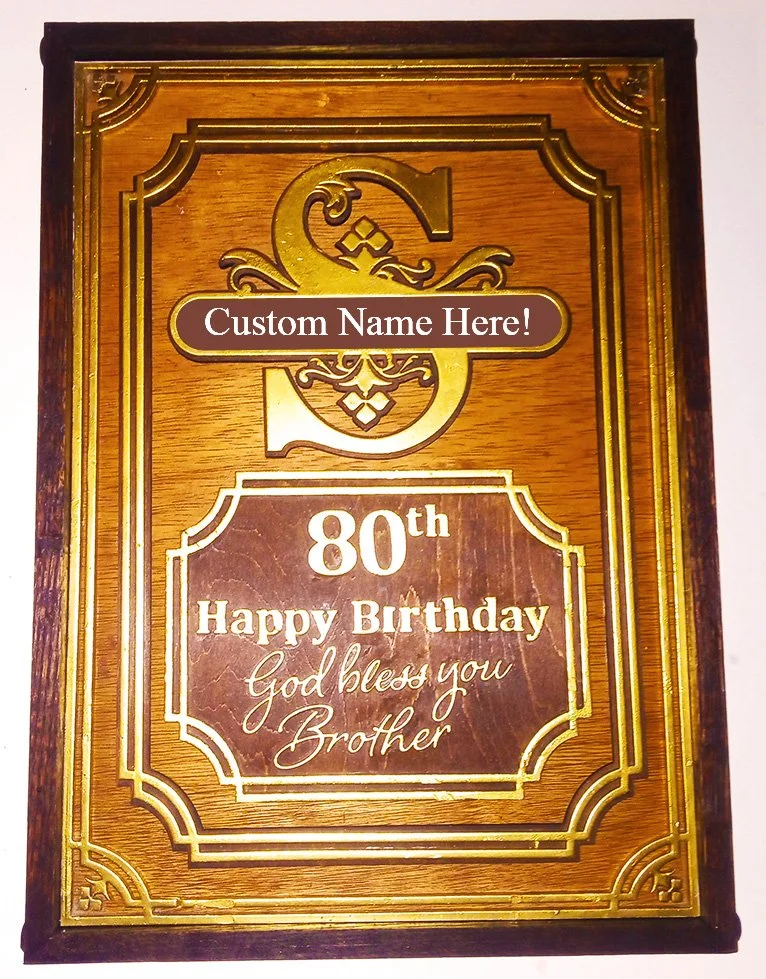 S
Custom Name Here!
80th
Happy Birthday
God bless you
Brother